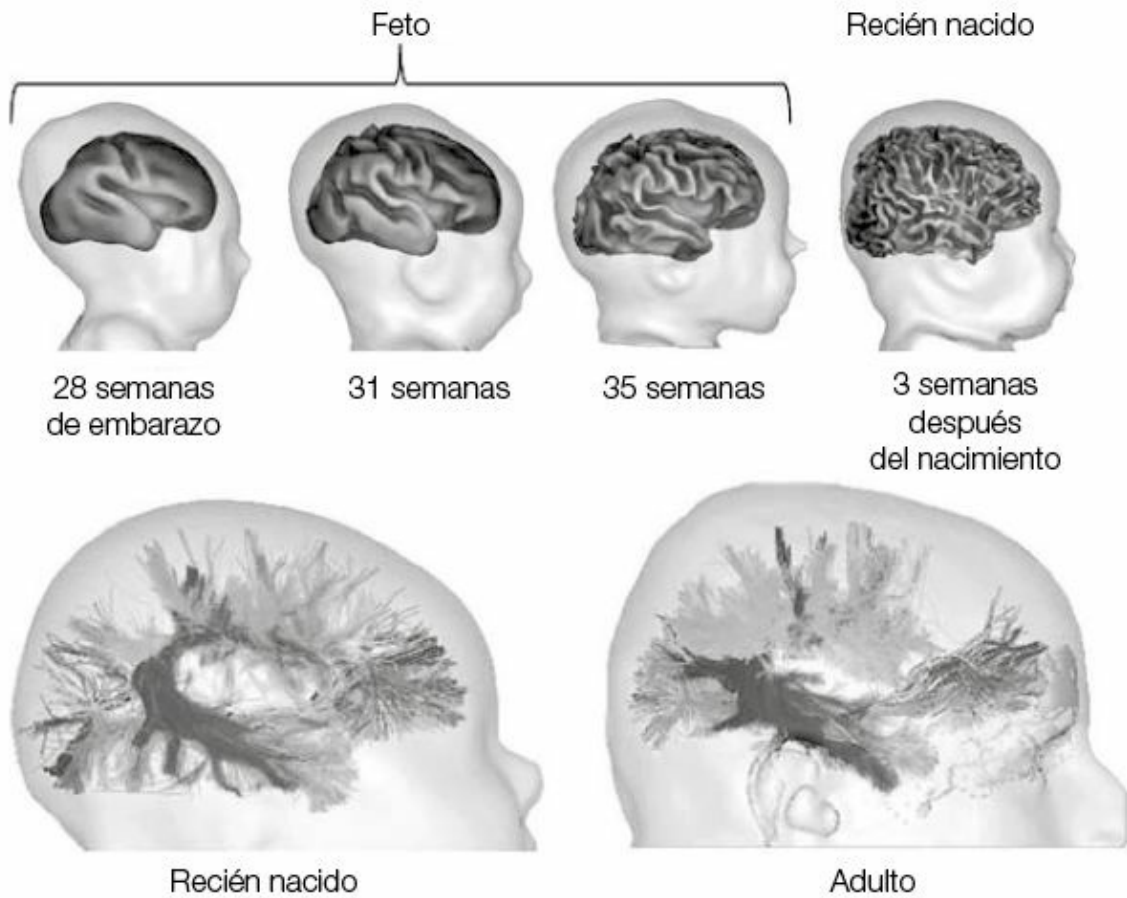 Feto
Recién nacido
28 semanas
de embarazo
31 semanas
35 semanas
3 semanas
después
del nacimiento
Recién nacido
Adulto